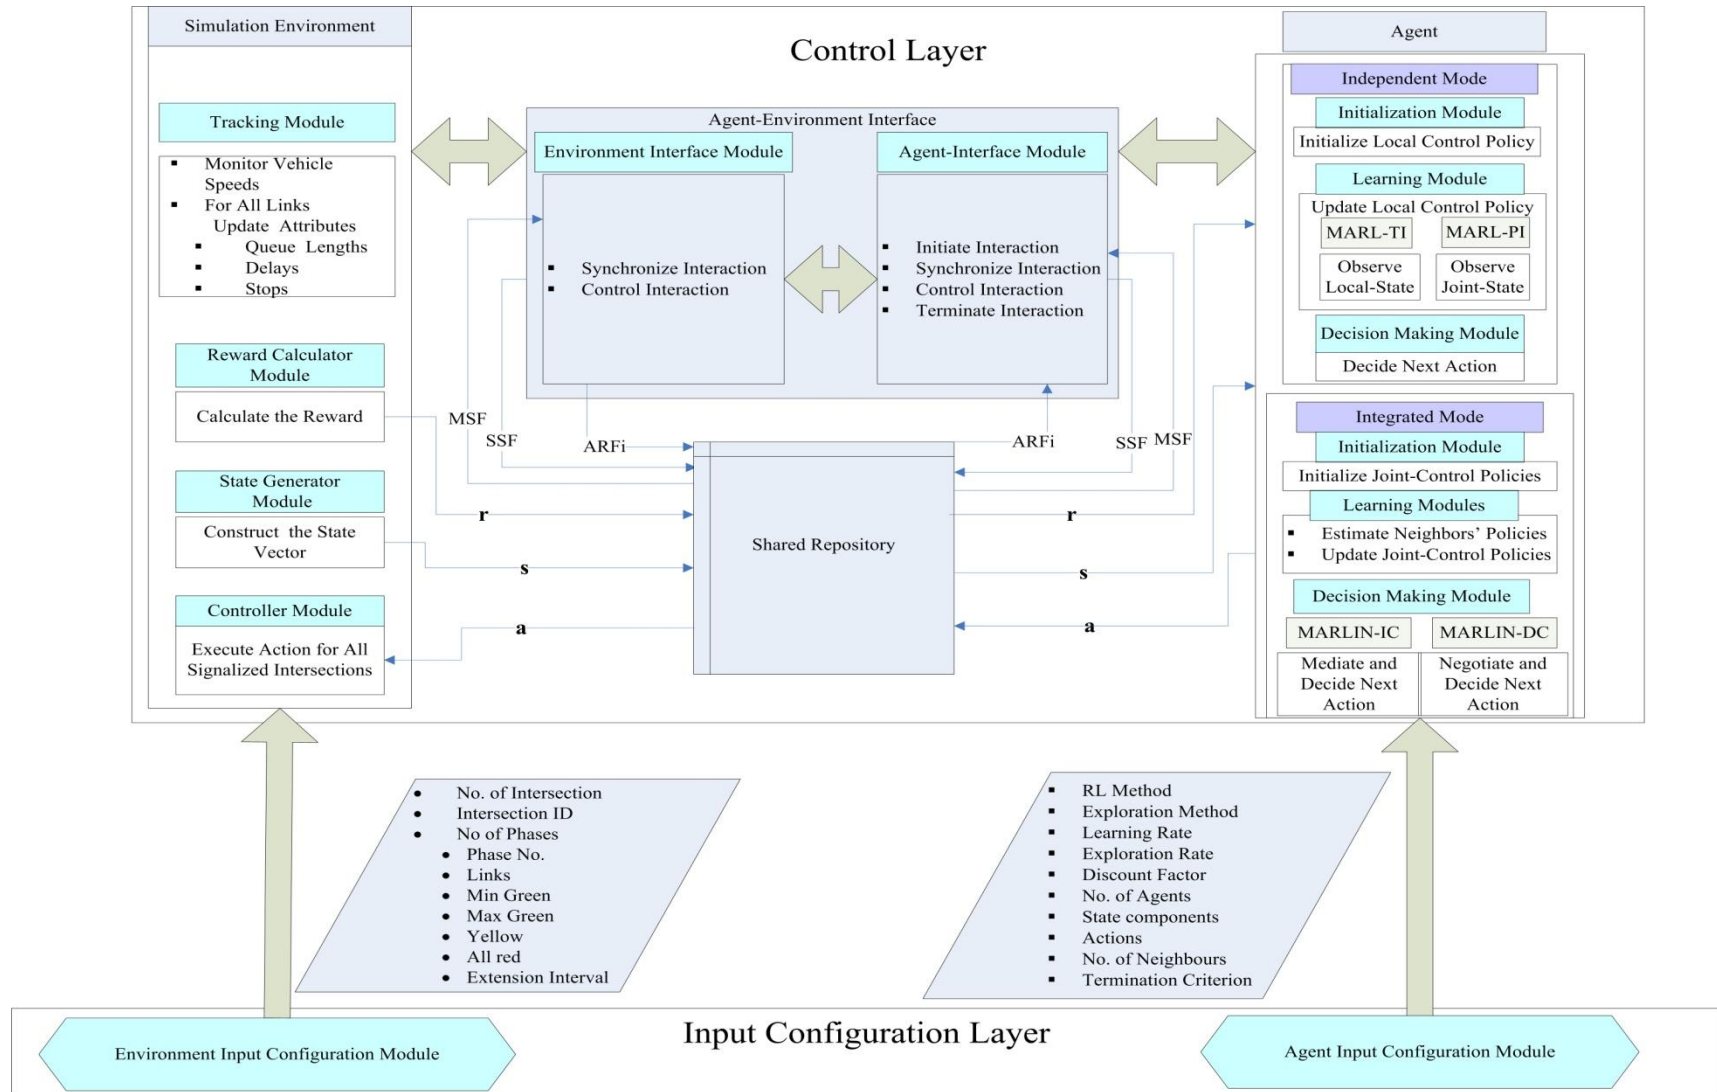 Control Layer
Simulation Environment
Tracking Module
▪ Monitor Vehicle
Speeds
▪ For All Links
Update Attributes
▪ Queue Lengths
▪ Delays
▪ Stops
Reward Calculator
Module
Calculate the Reward
State Generator
Module
Construct the State
Vector
Controller Module
Execute Action for All
Signalized Intersections
Agent-Environment Interface
Environment Interface Module
▪ Synchronize Interaction
▪ Control Interaction
Agent-Interface Module
▪ Initiate Interaction
▪ Synchronize Interaction
▪ Control Interaction
▪ Terminate Interaction
MSF
SSF
ARFi
ARFi
SSF
MSF
r
s
a
Shared Repository
r
s
a
Agent
Independent Mode
Initialization Module
Initialize Local Control Policy
Learning Module
Update Local Control Policy
MARL-TI
MARL-PI
Observe
Local-State
Observe
Joint-State
Decision Making Module
Decide Next Action
Integrated Mode
Initialization Module
Initialize Joint-Control Policies
Learning Modules
▪ Estimate Neighbors’ Policies
▪ Update Joint-Control Policies
Decision Making Module
MARLIN-IC
MARLIN-DC
Mediate and
Decide Next
Action
Negotiate and
Decide Next
Action
● No. of Intersection
● Intersection ID
● No of Phases
● Phase No.
● Links
● Min Green
● Max Green
● Yellow
● All red
● Extension Interval
▪ RL Method
▪ Exploration Method
▪ Learning Rate
▪ Exploration Rate
▪ Discount Factor
▪ No. of Agents
▪ State components
▪ Actions
▪ No. of Neighbours
▪ Termination Criterion
Input Configuration Layer
Environment Input Configuration Module
Agent Input Configuration Module